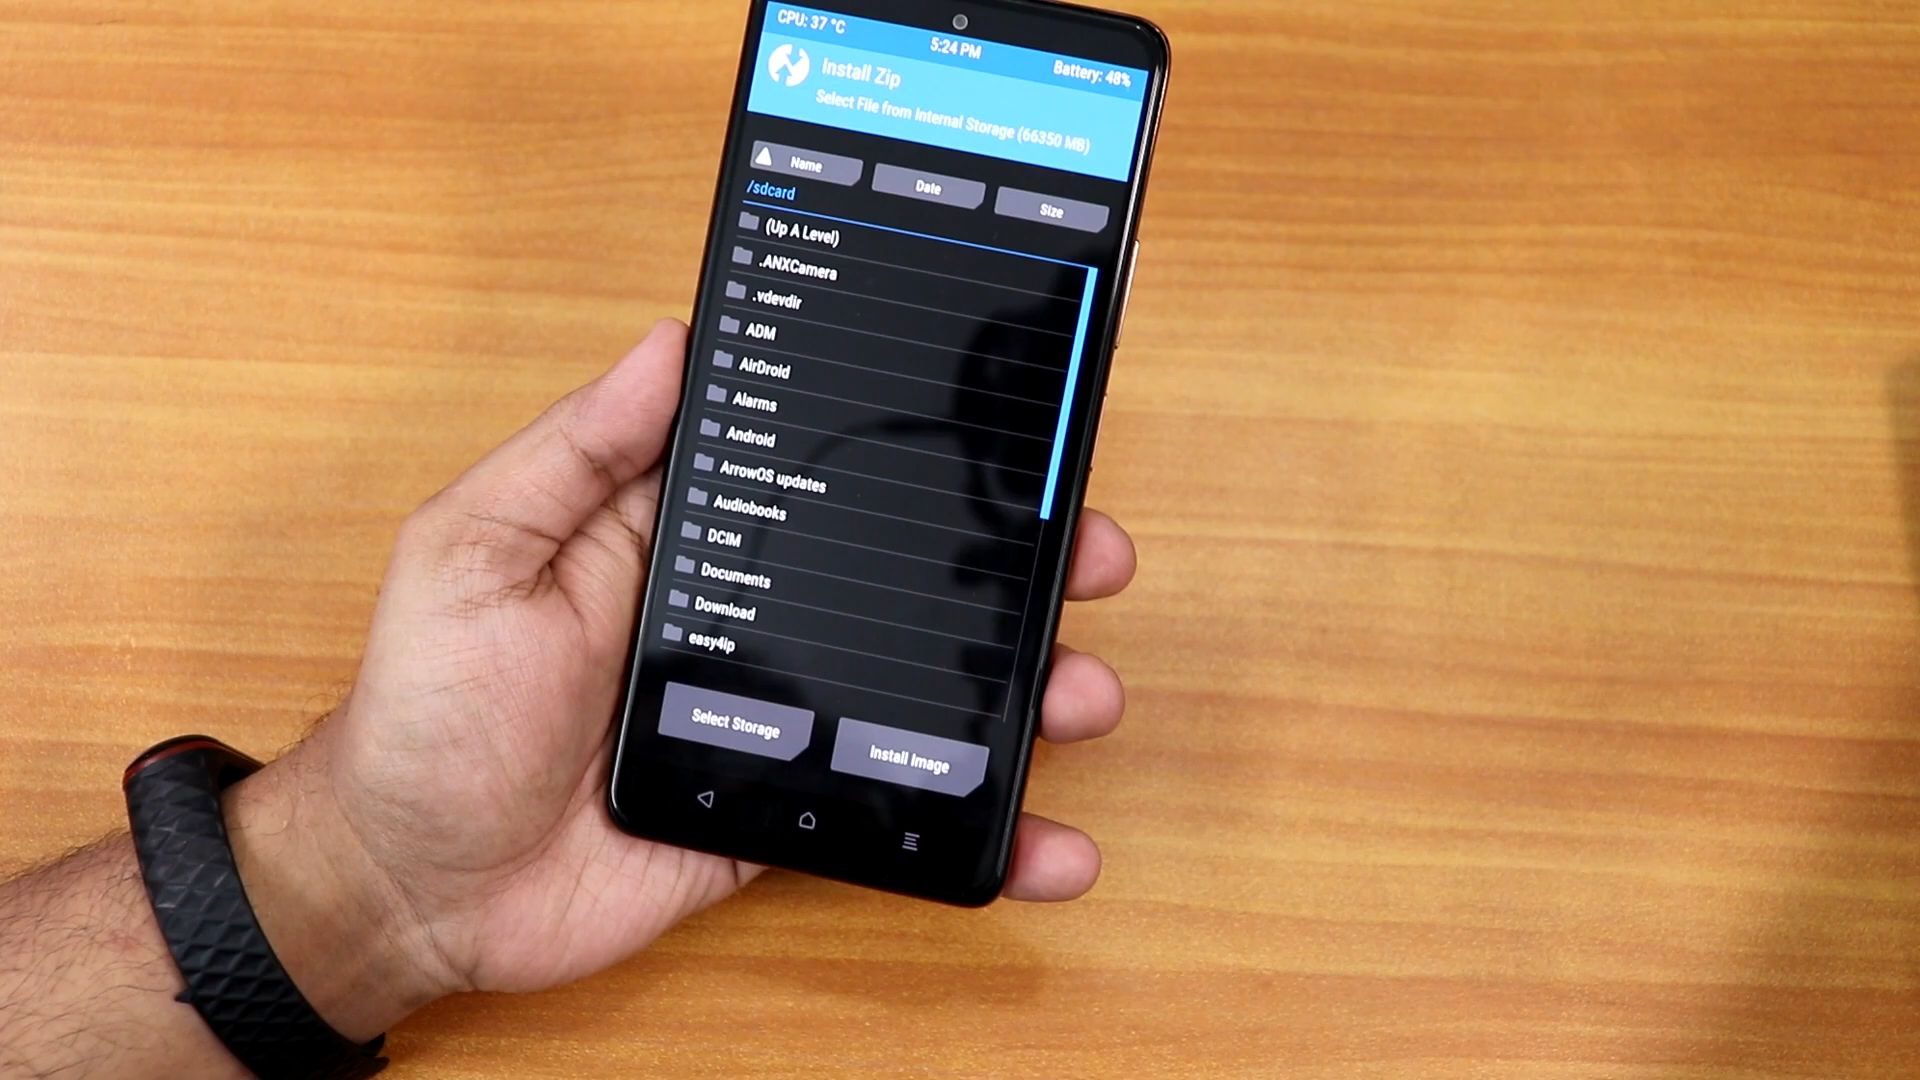 CPU: 37 °C
5:24 PM
Battery: 48%
Install Zip
Select File from Internal Storage (66350 MB)
Name
Date
Size
/sdcard
(Up A Level)
.ANXCamera
.vdevdir
ADM
AirDroid
Alarms
Android
ArrowOS updates
Audiobooks
DCIM
Documents
Download
easy4ip
Select Storage
Install Image